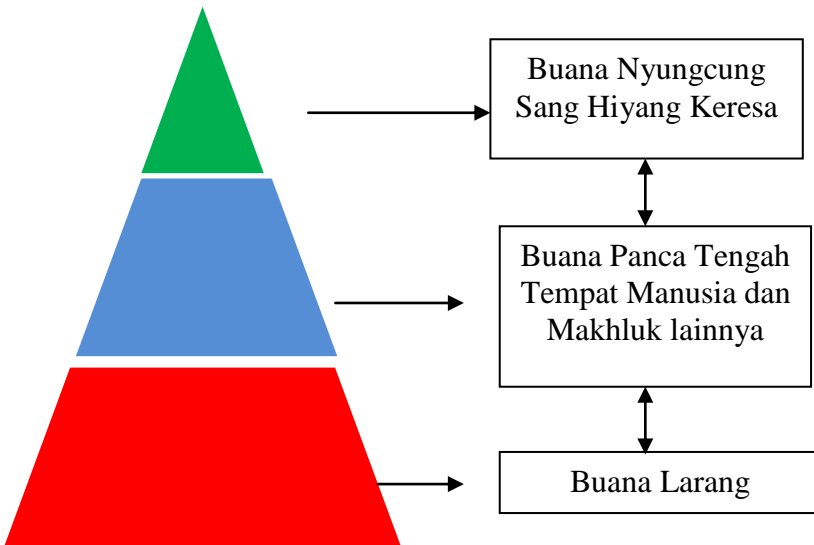 Buana Nyungcung
Sang Hiyang Keresa
Buana Panca Tengah
Tempat Manusia dan
Makhluk lainnya
Buana Larang